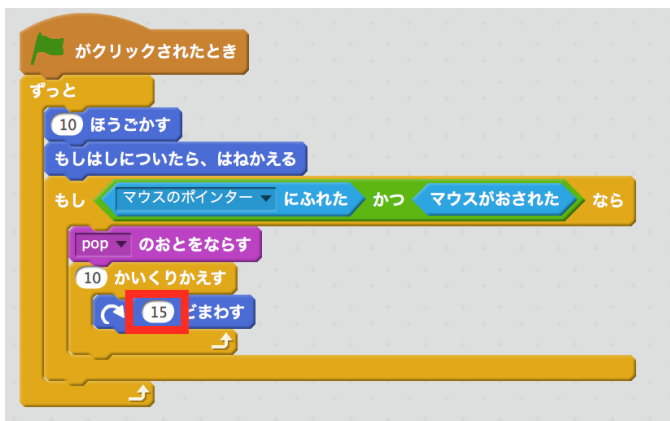 がクリックされたとき
ずっと
10 ほうごかす
もしはしについたら、はねかえる
もし マウスのポインター にふれた かつ マウスがおされた なら
pop のおとをならす
10 かいくりかえす
15 どまわす